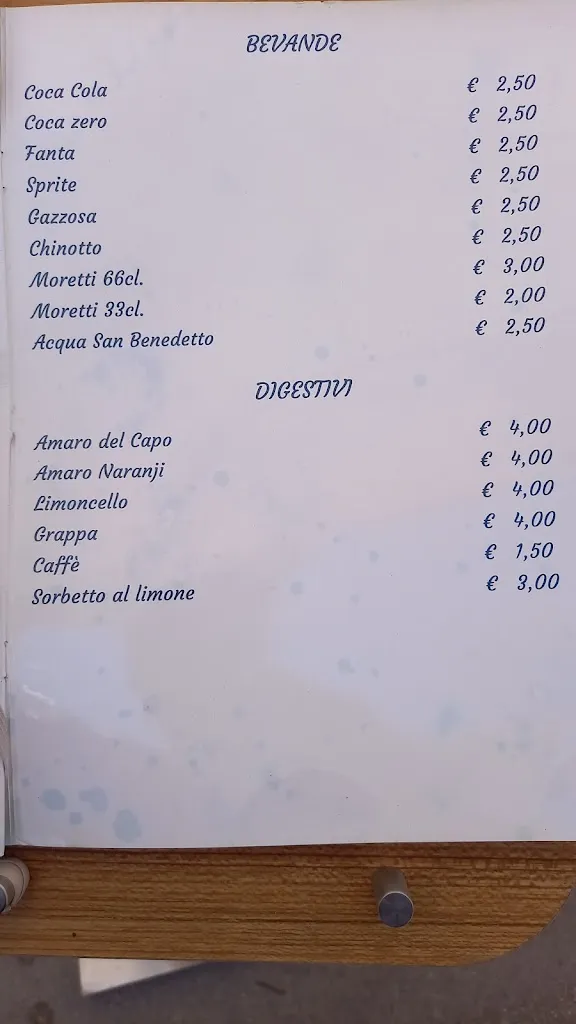 BEVANDE
Coca Cola € 2,50
Coca zero € 2,50
Fanta € 2,50
Sprite € 2,50
Gazzosa € 2,50
Chinotto € 2,50
Moretti 66cl. € 3,00
Moretti 33cl. € 2,00
Acqua San Benedetto € 2,50
DIGESTIVI
Amaro del Capo € 4,00
Amaro Naranji € 4,00
Limoncello € 4,00
Grappa € 4,00
Caffè € 1,50
Sorbetto al limone € 3,00